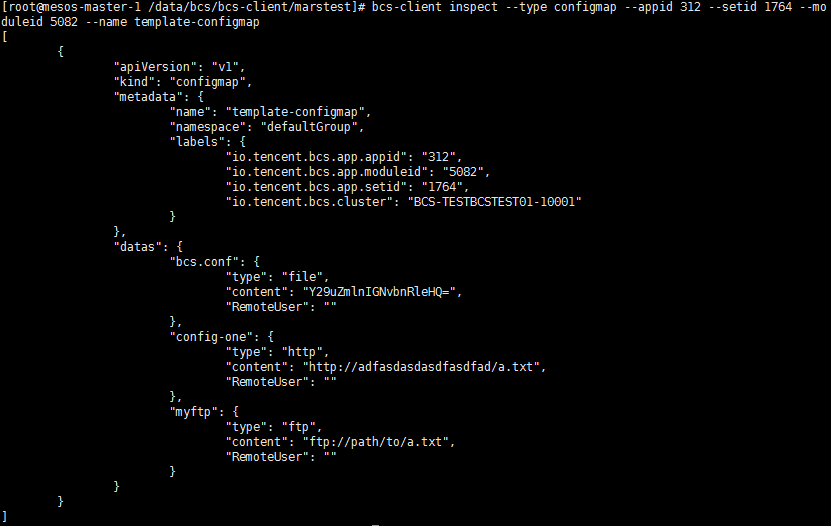 [root@mesos-master-1 /data/bcs/bcs-client/marstest]# bcs-client inspect --type configmap --appid 312 --setid 1764 --mo
duleid 5082 --name template-configmap
[
        {
                "apiVersion": "v1",
                "kind": "configmap",
                "metadata": {
                        "name": "template-configmap",
                        "namespace": "defaultGroup",
                        "labels": {
                                "io.tencent.bcs.app.appid": "312",
                                "io.tencent.bcs.app.moduleid": "5082",
                                "io.tencent.bcs.app.setid": "1764",
                                "io.tencent.bcs.cluster": "BCS-TESTBCSTEST01-10001"
                        }
                },
                "datas": {
                        "bcs.conf": {
                                "type": "file",
                                "content": "Y29uZmlnIGNvbnRleHQ=",
                                "RemoteUser": ""
                        },
                        "config-one": {
                                "type": "http",
                                "content": "http://adfasdasdasdfasdfad/a.txt",
                                "RemoteUser": ""
                        },
                        "myftp": {
                                "type": "ftp",
                                "content": "ftp://path/to/a.txt",
                                "RemoteUser": ""
                        }
                }
        }
]